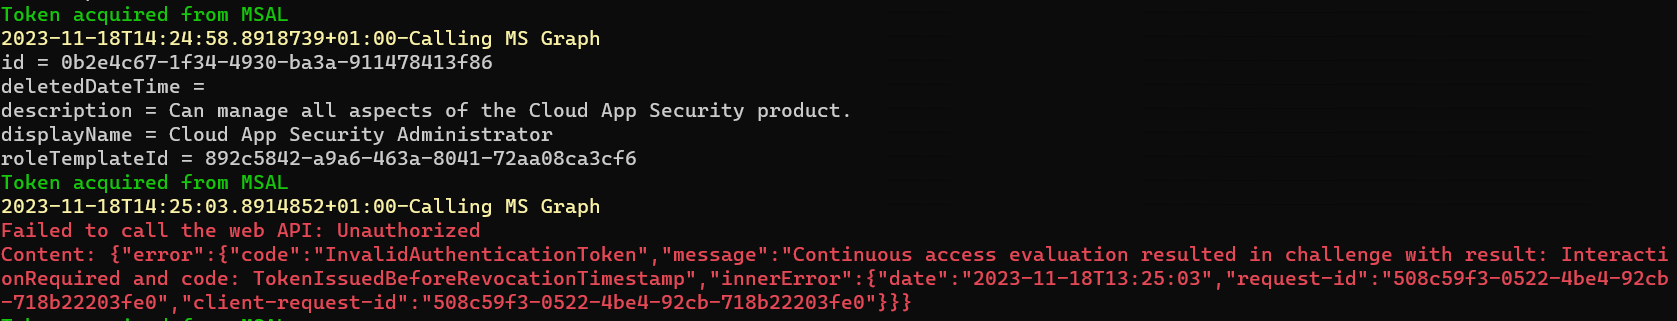 Token acquired from MSAL
2023-11-18T14:24:58.8918739+01:00-Calling MS Graph
id = 0b2e4c67-1f34-4930-ba3a-911478413f86
deletedDateTime =
description = Can manage all aspects of the Cloud App Security product.
displayName = Cloud App Security Administrator
roleTemplateId = 892c5842-a9a6-463a-8041-72aa08ca3cf6
Token acquired from MSAL
2023-11-18T14:25:03.8914852+01:00-Calling MS Graph
Failed to call the web API: Unauthorized
Content: {"error":{"code":"InvalidAuthenticationToken","message":"Continuous access evaluation resulted in challenge with result: Interacti
onRequired and code: TokenIssuedBeforeRevocationTimestamp","innerError":{"date":"2023-11-18T13:25:03","request-id":"508c59f3-0522-4be4-92cb
-718b22203fe0","client-request-id":"508c59f3-0522-4be4-92cb-718b22203fe0"}}}